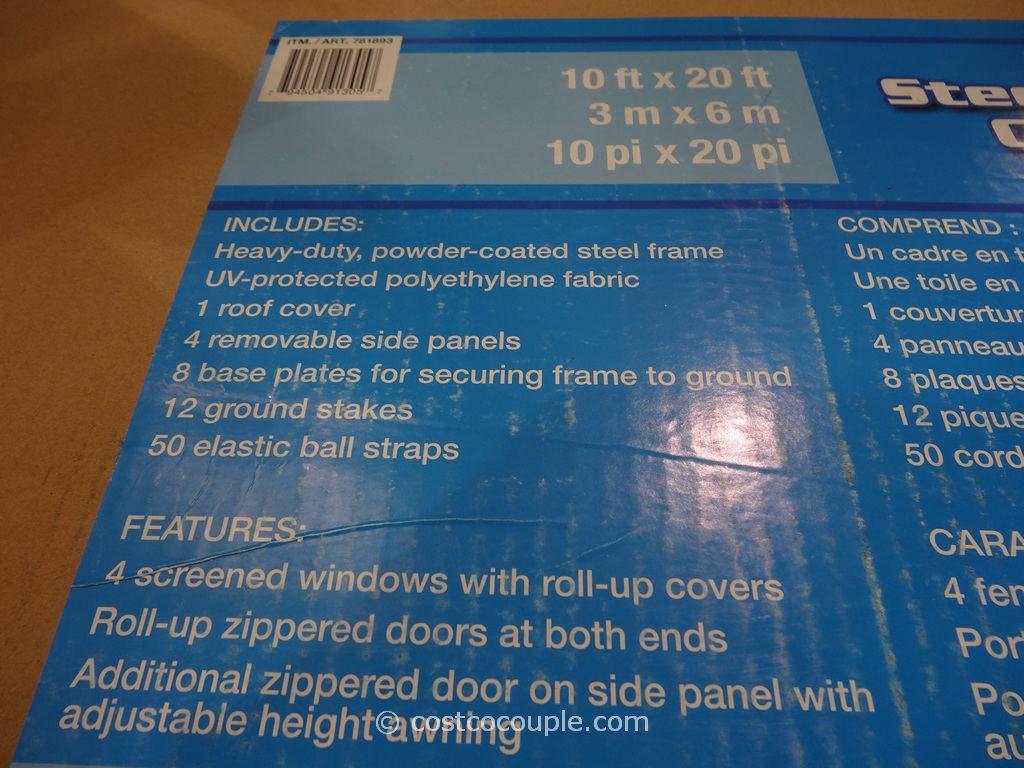 ITM. / ART. 781893
10 ft x 20 ft
3 m x 6 m
10 pi x 20 pi
INCLUDES:
Heavy-duty, powder-coated steel frame
UV-protected polyethylene fabric
1 roof cover
4 removable side panels
8 base plates for securing frame to ground
12 ground stakes
50 elastic ball straps
FEATURES:
4 screened windows with roll-up covers
Roll-up zippered doors at both ends
Additional zippered door on side panel with
adjustable height awning
COMPREND :
Un cadre en
Une toile en
1 couvertur
4 panneau
8 plaques
12 pique
50 cord
CARA
4 fen
Por
Po
au
Stee
© costcocouple.com